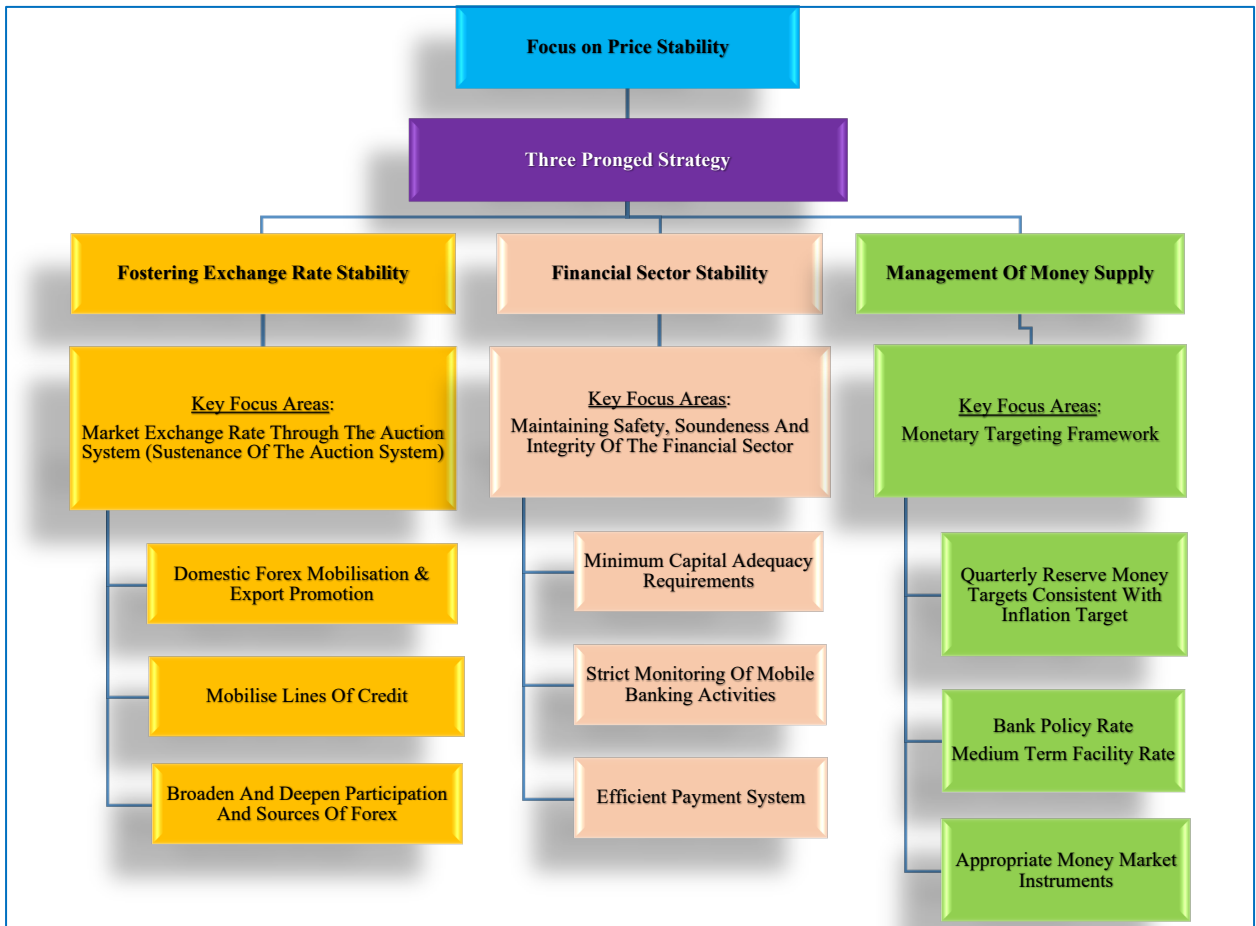 Focus on Price Stability
Three Pronged Strategy
Fostering Exchange Rate Stability
Financial Sector Stability
Management Of Money Supply
Key Focus Areas:
Market Exchange Rate Through The Auction
System (Sustenance Of The Auction System)
Key Focus Areas:
Maintaining Safety, Soundeness And
Integrity Of The Financial Sector
Key Focus Areas:
Monetary Targeting Framework
Domestic Forex Mobilisation &
Export Promotion
Mobilise Lines Of Credit
Broaden And Deepen Participation
And Sources Of Forex
Minimum Capital Adequacy
Requirements
Strict Monitoring Of Mobile
Banking Activities
Efficient Payment System
Quarterly Reserve Money
Targets Consistent With
Inflation Target
Bank Policy Rate
Medium Term Facility Rate
Appropriate Money Market
Instruments